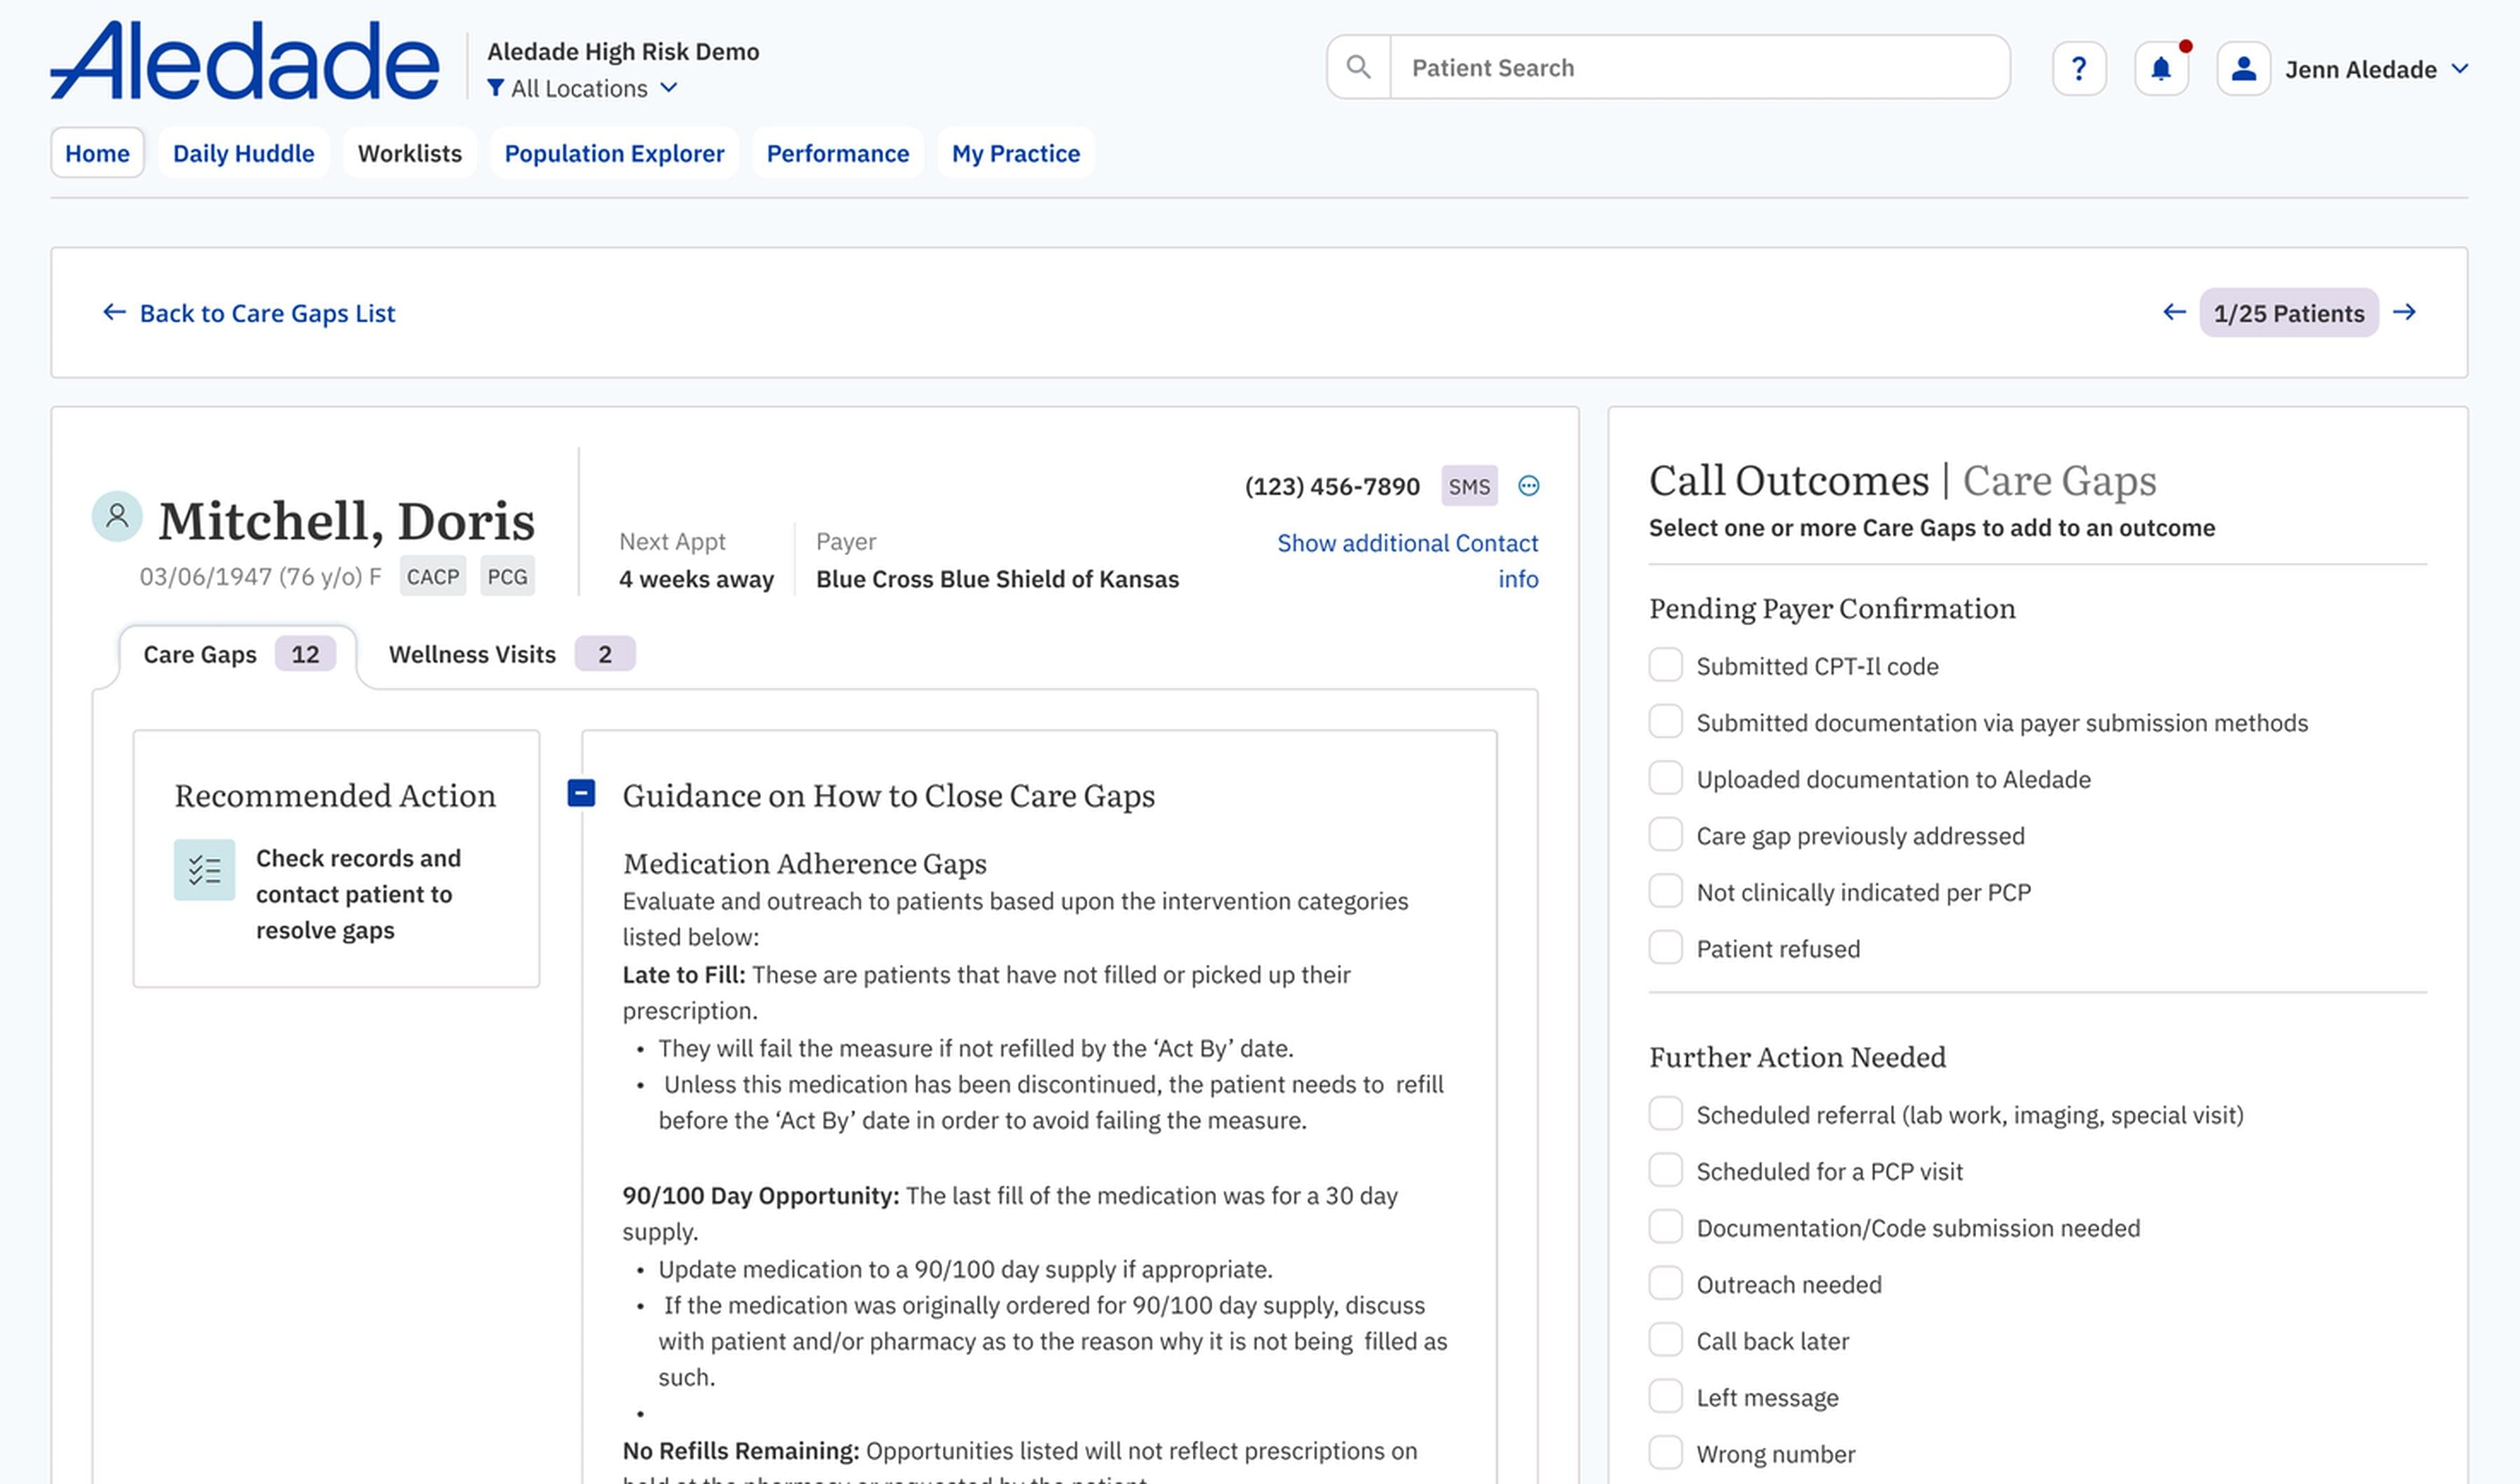 Aledade
Aledade High Risk Demo
All Locations
Patient Search
?
Jenn Aledade
Home
Daily Huddle
Worklists
Population Explorer
Performance
My Practice
Back to Care Gaps List
1/25 Patients
Mitchell, Doris
03/06/1947 (76 y/o) F
CACP
PCG
Next Appt
4 weeks away
Payer
Blue Cross Blue Shield of Kansas
(123) 456-7890
SMS
Show additional Contact
info
Care Gaps 12
Wellness Visits 2
Recommended Action
Check records and
contact patient to
resolve gaps
Guidance on How to Close Care Gaps
Medication Adherence Gaps
Evaluate and outreach to patients based upon the intervention categories
listed below:
Late to Fill: These are patients that have not filled or picked up their
prescription.
• They will fail the measure if not refilled by the ‘Act By’ date.
• Unless this medication has been discontinued, the patient needs to refill
before the ‘Act By’ date in order to avoid failing the measure.
90/100 Day Opportunity: The last fill of the medication was for a 30 day
supply.
• Update medication to a 90/100 day supply if appropriate.
• If the medication was originally ordered for 90/100 day supply, discuss
with patient and/or pharmacy as to the reason why it is not being filled as
such.
•
No Refills Remaining: Opportunities listed will not reflect prescriptions on
hold at the pharmacy or requested by the patient
Call Outcomes | Care Gaps
Select one or more Care Gaps to add to an outcome
Pending Payer Confirmation
Submitted CPT-Il code
Submitted documentation via payer submission methods
Uploaded documentation to Aledade
Care gap previously addressed
Not clinically indicated per PCP
Patient refused
Further Action Needed
Scheduled referral (lab work, imaging, special visit)
Scheduled for a PCP visit
Documentation/Code submission needed
Outreach needed
Call back later
Left message
Wrong number